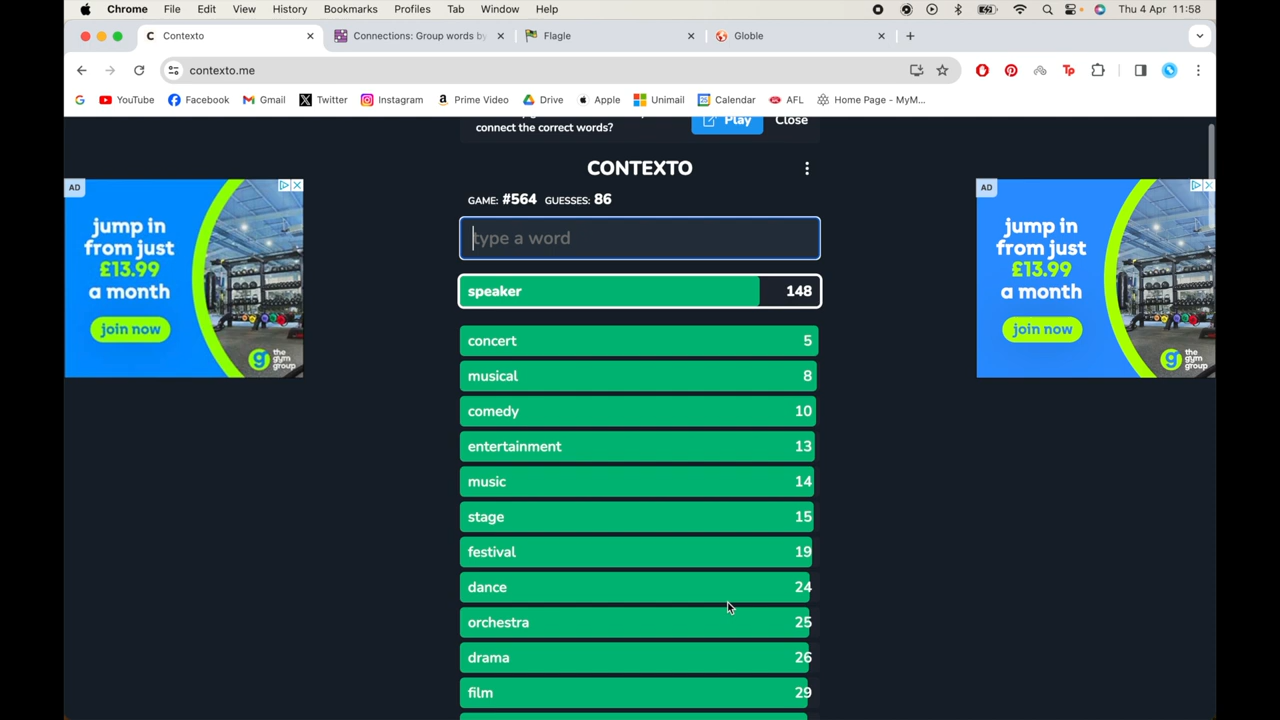 Chrome File Edit View History Bookmarks Profiles Tab Window Help Thu 4 Apr 11:58
Contexto Connections: Group words by Flagle Globle
contexto.me
YouTube Facebook Gmail Twitter Instagram Prime Video Drive Apple Unimail Calendar AFL Home Page - MyM...
connect the correct words? Play Close
CONTEXTO
GAME: #564 GUESSES: 86
type a word
speaker 148
concert 5
musical 8
comedy 10
entertainment 13
music 14
stage 15
festival 19
dance 24
orchestra 25
drama 26
film 29
AD
jump in
from just
£13.99
a month
join now
the
gym
group
AD
jump in
from just
£13.99
a month
join now
the
gym
group